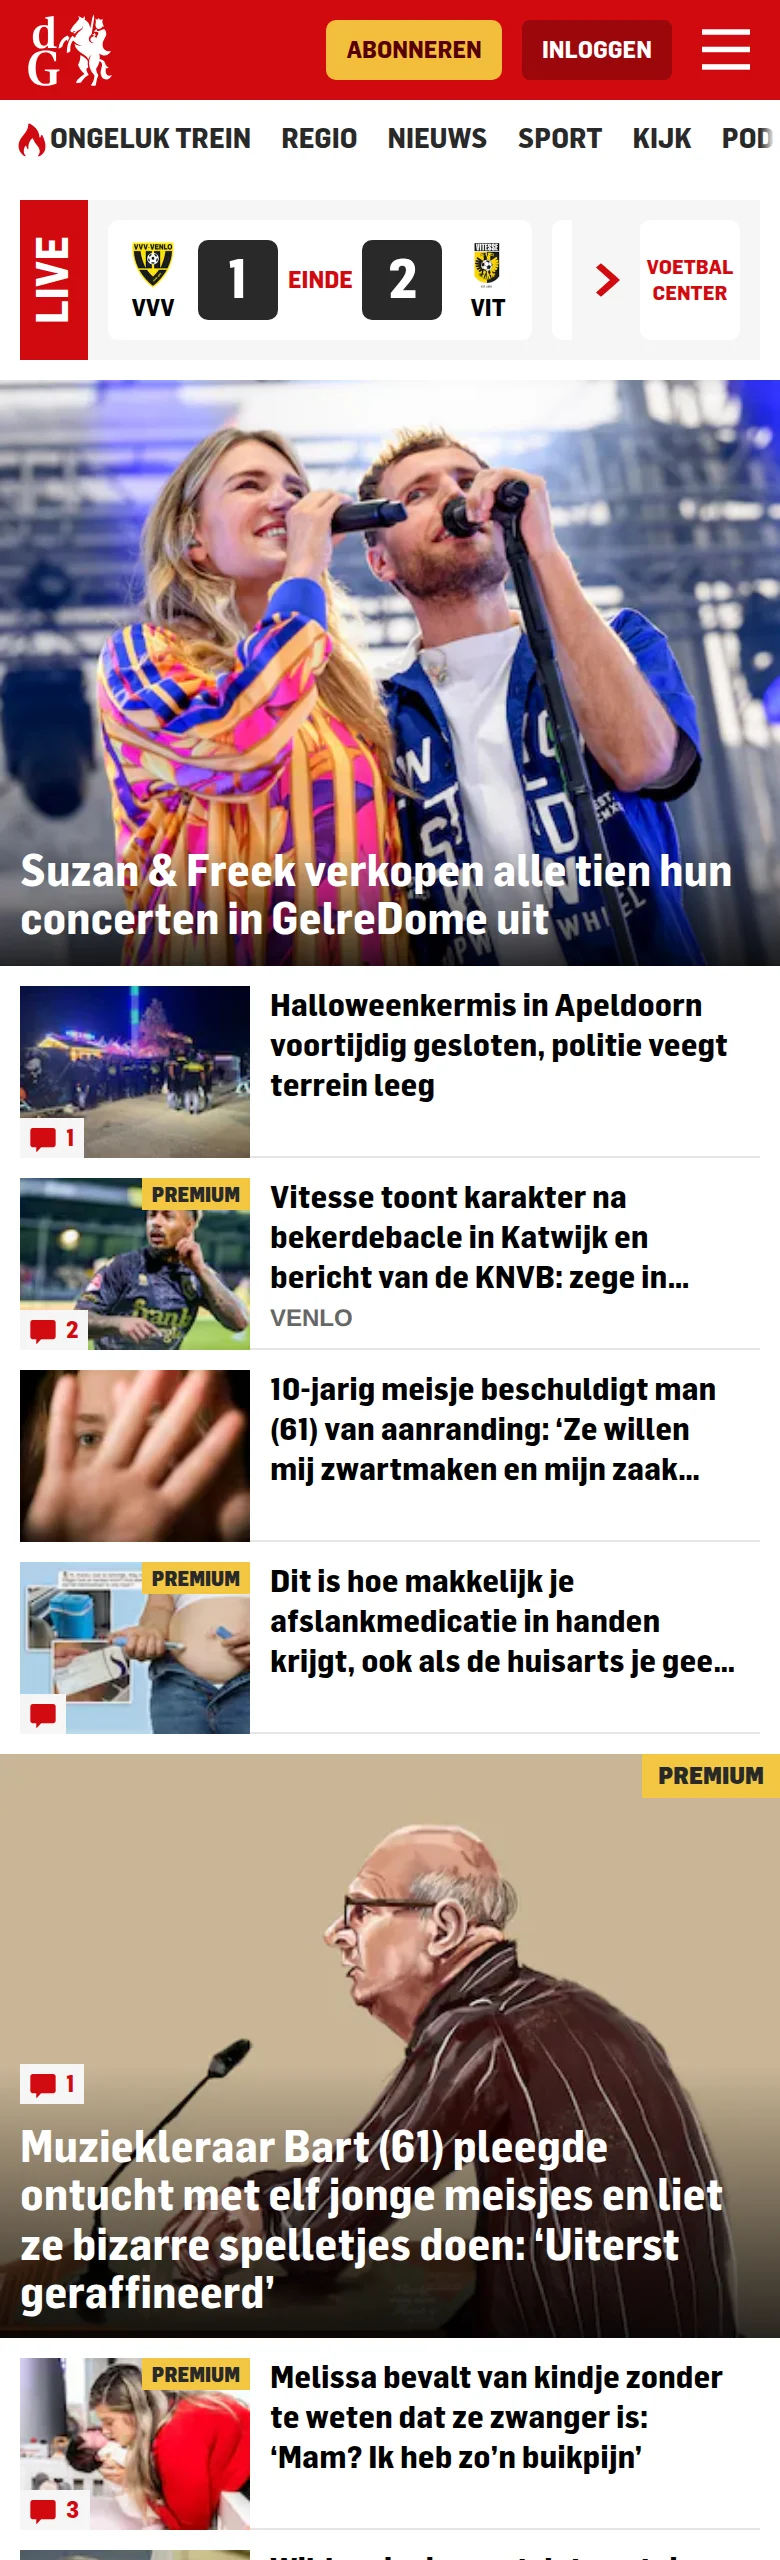 dG
ABONNEREN
INLOGGEN
ONGELUK TREIN
REGIO
NIEUWS
SPORT
KIJK
POD
LIVE
VVV-VENLO
VVV
1
EINDE
2
VITESSE
VIT
VOETBAL
CENTER
Suzan & Freek verkopen alle tien hun
concerten in GelreDome uit
Halloweenkermis in Apeldoorn
voortijdig gesloten, politie veegt
terrein leeg
1
PREMIUM
Vitesse toont karakter na
bekerdebacle in Katwijk en
bericht van de KNVB: zege in...
VENLO
2
10-jarig meisje beschuldigt man
(61) van aanranding: ‘Ze willen
mij zwartmaken en mijn zaak...
PREMIUM
Dit is hoe makkelijk je
afslankmedicatie in handen
krijgt, ook als de huisarts je gee...
PREMIUM
1
Muziekleraar Bart (61) pleegde
ontucht met elf jonge meisjes en liet
ze bizarre spelletjes doen: ‘Uiterst
geraffineerd’
PREMIUM
Melissa bevalt van kindje zonder
te weten dat ze zwanger is:
‘Mam? Ik heb zo’n buikpijn’
3